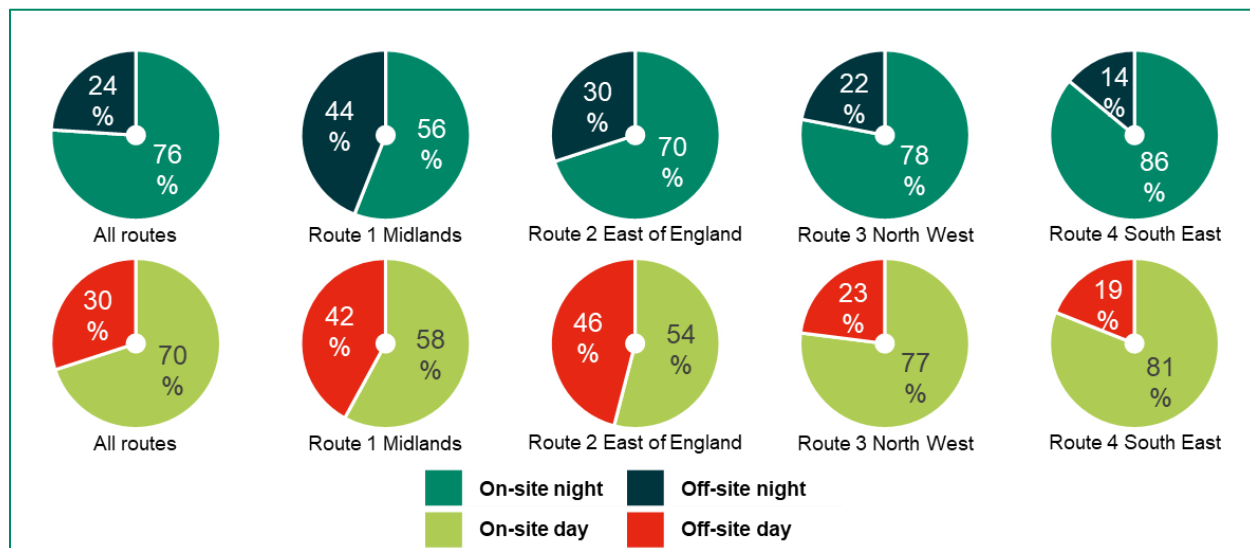 24
%
76
%
44
%
56
%
30
%
70
%
22
%
78
%
14
%
86
%
All routes
Route 1 Midlands
Route 2 East of England
Route 3 North West
Route 4 South East
30
%
70
%
42
%
58
%
46
%
54
%
23
%
77
%
19
%
81
%
All routes
Route 1 Midlands
Route 2 East of England
Route 3 North West
Route 4 South East
On-site night
Off-site night
On-site day
Off-site day